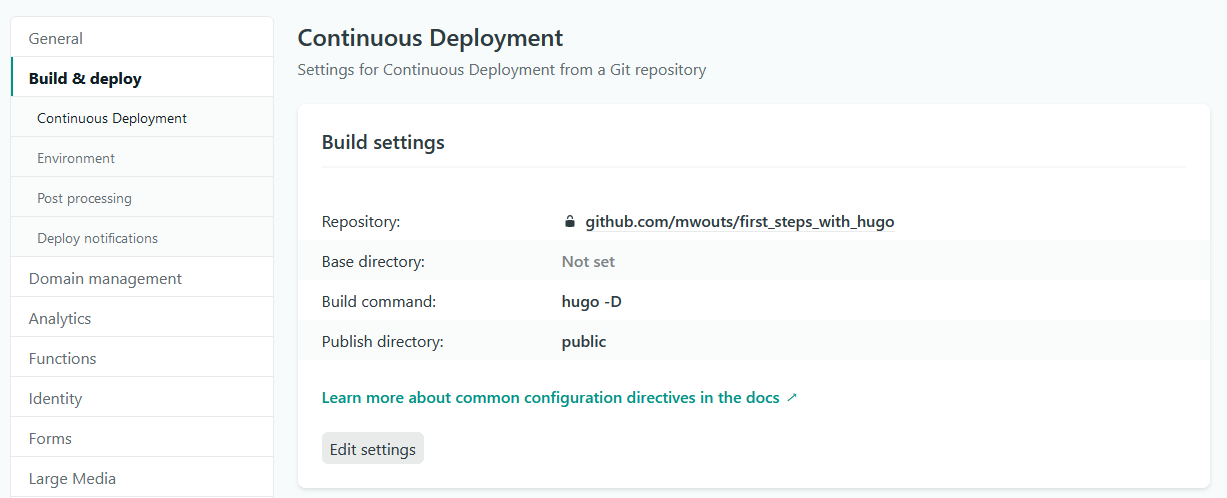 General
Build & deploy
Continuous Deployment
Environment
Post processing
Deploy notifications
Domain management
Analytics
Functions
Identity
Forms
Large Media
Continuous Deployment
Settings for Continuous Deployment from a Git repository
Build settings
Repository: github.com/mwouts/first_steps_with_hugo
Base directory: Not set
Build command: hugo -D
Publish directory: public
Learn more about common configuration directives in the docs
Edit settings